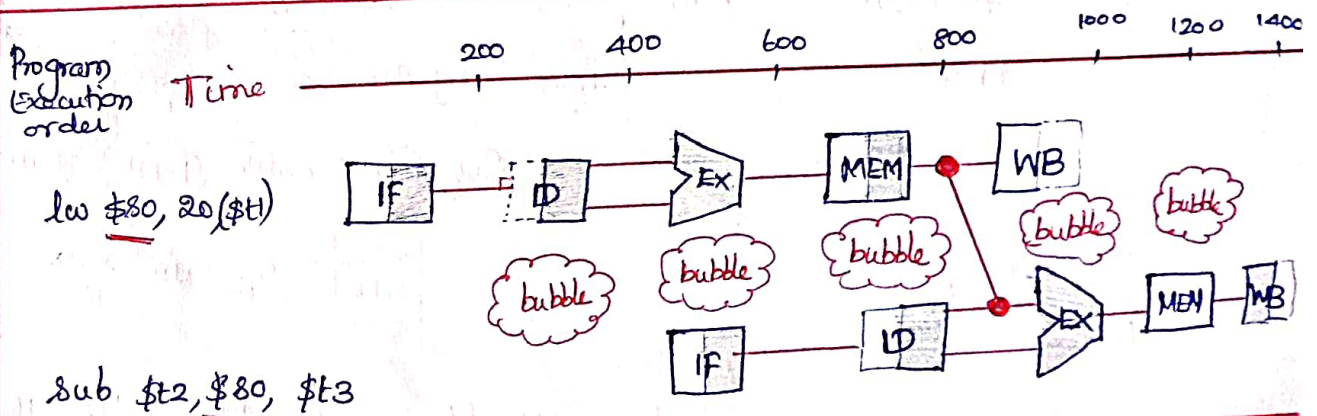 200 400 600 800 1000 1200 1400
Program
Execution
order
Time
IF ID EX MEM WB
lw $s0, 20($t1)
bubble bubble bubble bubble bubble
IF ID EX MEM WB
sub $t2, $s0, $t3